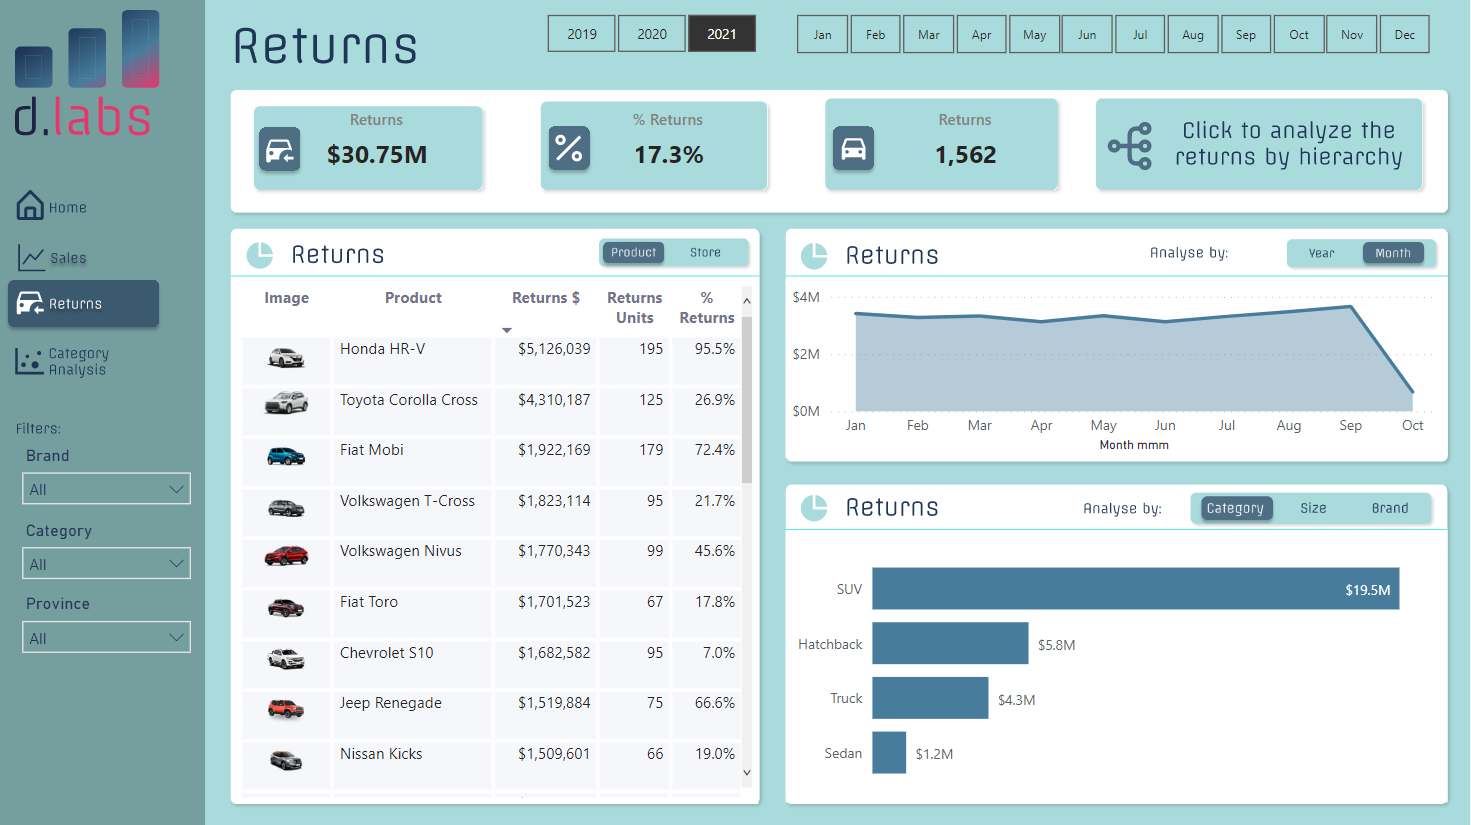 d.labs
Home
Sales
Returns
Category
Analysis
Filters:
Brand
All
Category
All
Province
All
Returns
2019 2020 2021
Jan Feb Mar Apr May Jun Jul Aug Sep Oct Nov Dec
Returns
$30.75M
% Returns
17.3%
Returns
1,562
Click to analyze the
returns by hierarchy
Returns
Product Store
Image Product Returns $ Returns Units % Returns
Honda HR-V $5,126,039 195 95.5%
Toyota Corolla Cross $4,310,187 125 26.9%
Fiat Mobi $1,922,169 179 72.4%
Volkswagen T-Cross $1,823,114 95 21.7%
Volkswagen Nivus $1,770,343 99 45.6%
Fiat Toro $1,701,523 67 17.8%
Chevrolet S10 $1,682,582 95 7.0%
Jeep Renegade $1,519,884 75 66.6%
Nissan Kicks $1,509,601 66 19.0%
Returns
Analyse by: Year Month
$4M
$2M
$0M
Jan Feb Mar Apr May Jun Jul Aug Sep Oct
Month mmm
Returns
Analyse by: Category Size Brand
SUV $19.5M
Hatchback $5.8M
Truck $4.3M
Sedan $1.2M